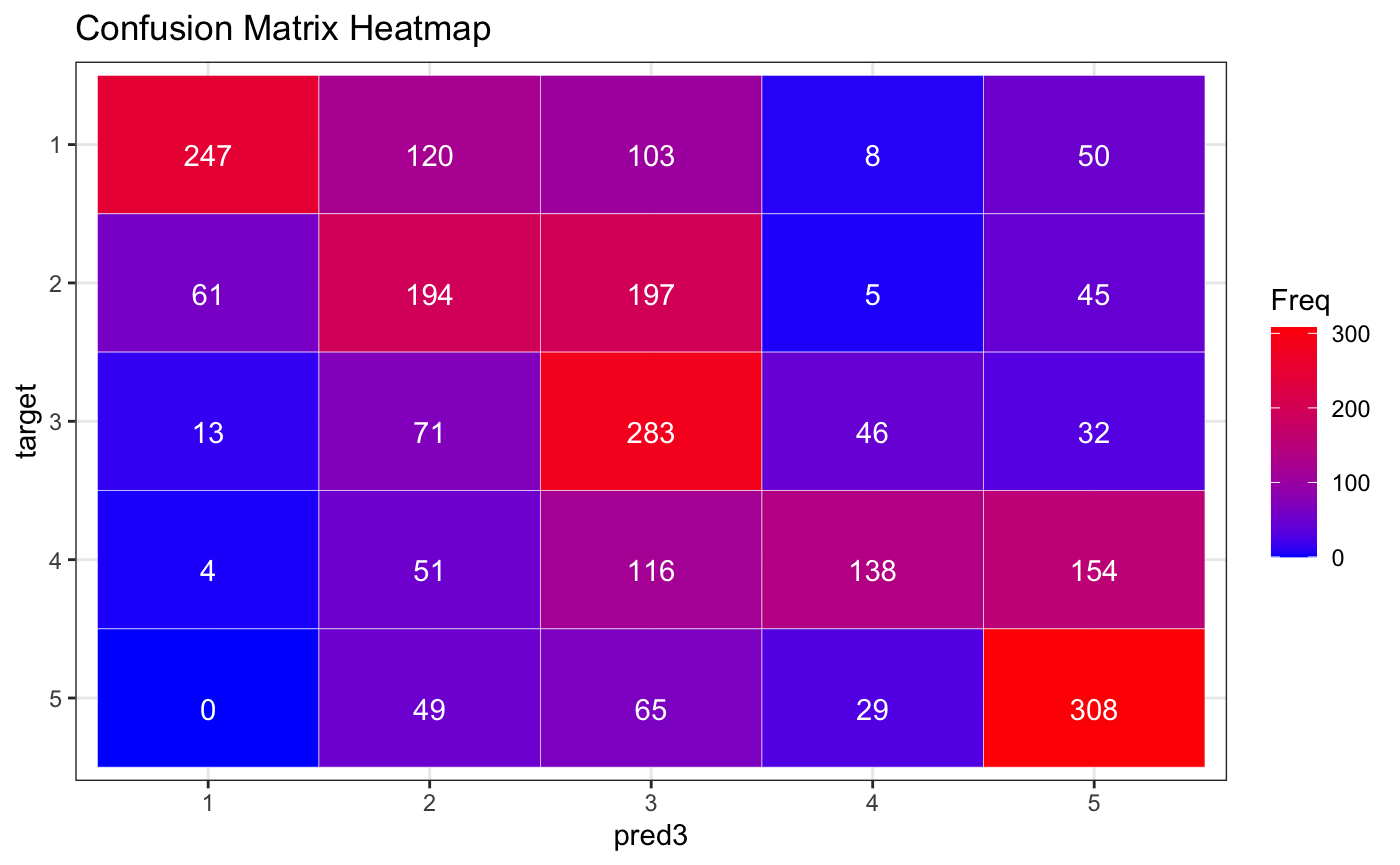 Confusion Matrix Heatmap
1 247 120 103 8 50
2 61 194 197 5 45
3 13 71 283 46 32
4 4 51 116 138 154
5 0 49 65 29 308
1 2 3 4 5
pred3
target
Freq
300
200
100
0